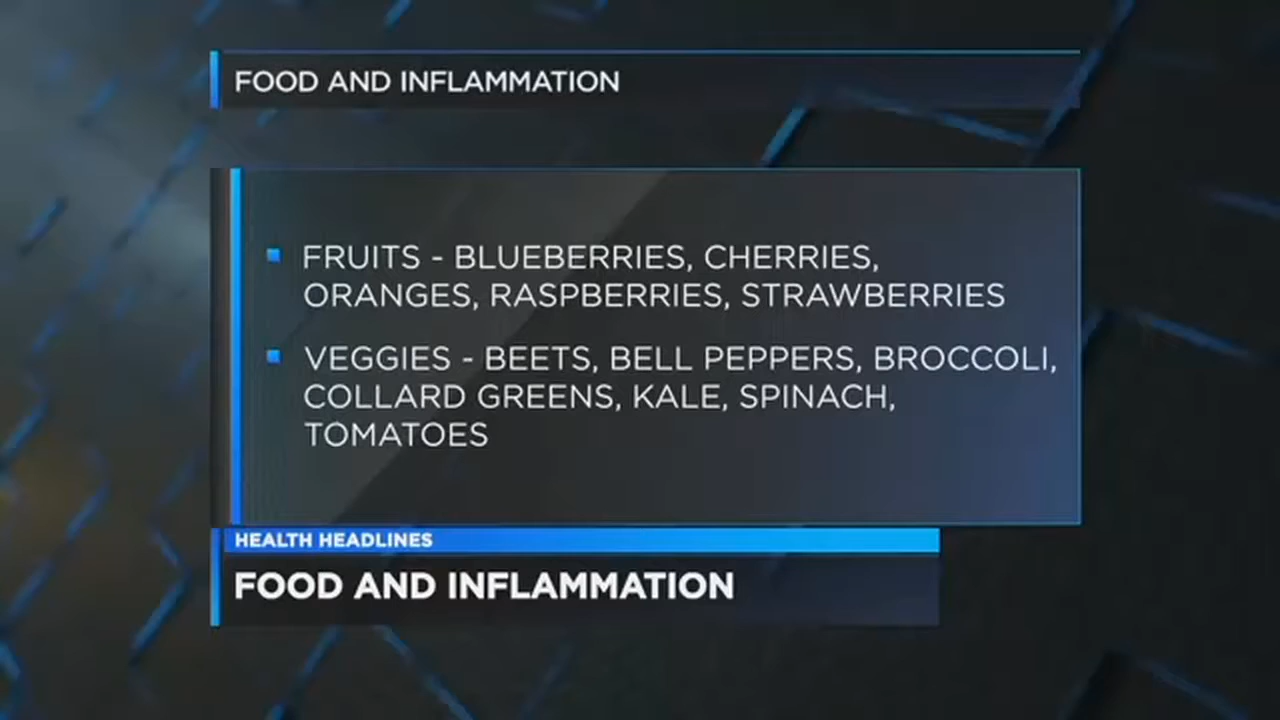 FOOD AND INFLAMMATION
FRUITS - BLUEBERRIES, CHERRIES,
ORANGES, RASPBERRIES, STRAWBERRIES
VEGGIES - BEETS, BELL PEPPERS, BROCCOLI,
COLLARD GREENS, KALE, SPINACH,
TOMATOES
HEALTH HEADLINES
FOOD AND INFLAMMATION